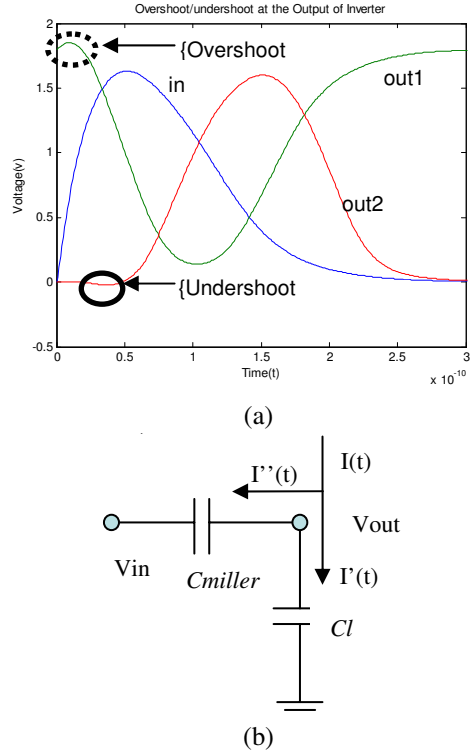 Overshoot/undershoot at the Output of Inverter
2
{Overshoot
in
out1
1.5
1
Voltage(v)
0.5
out2
0
{Undershoot
-0.5
0 0.5 1 1.5 2 2.5 3
Time(t)
x 10⁻¹⁰
(a)
I(t)
I''(t)
Vout
Vin
Cmiller
I'(t)
Cl
(b)